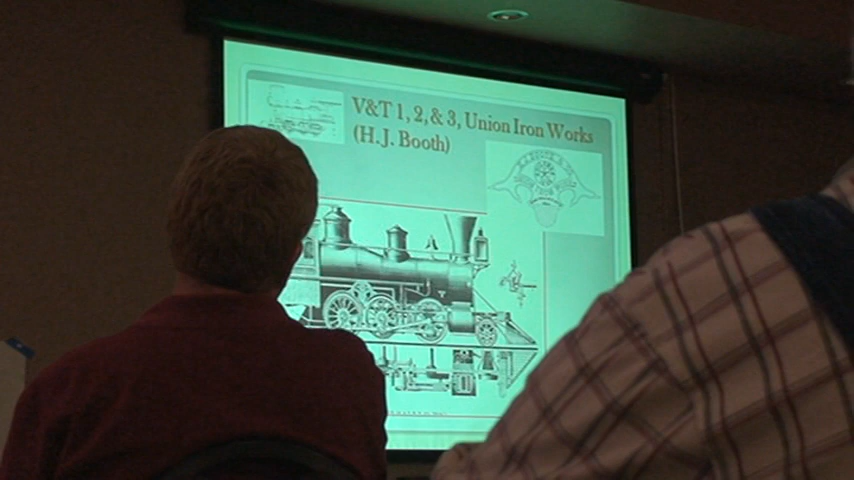 V&T 1, 2, & 3, Union Iron Works
(H.J. Booth)